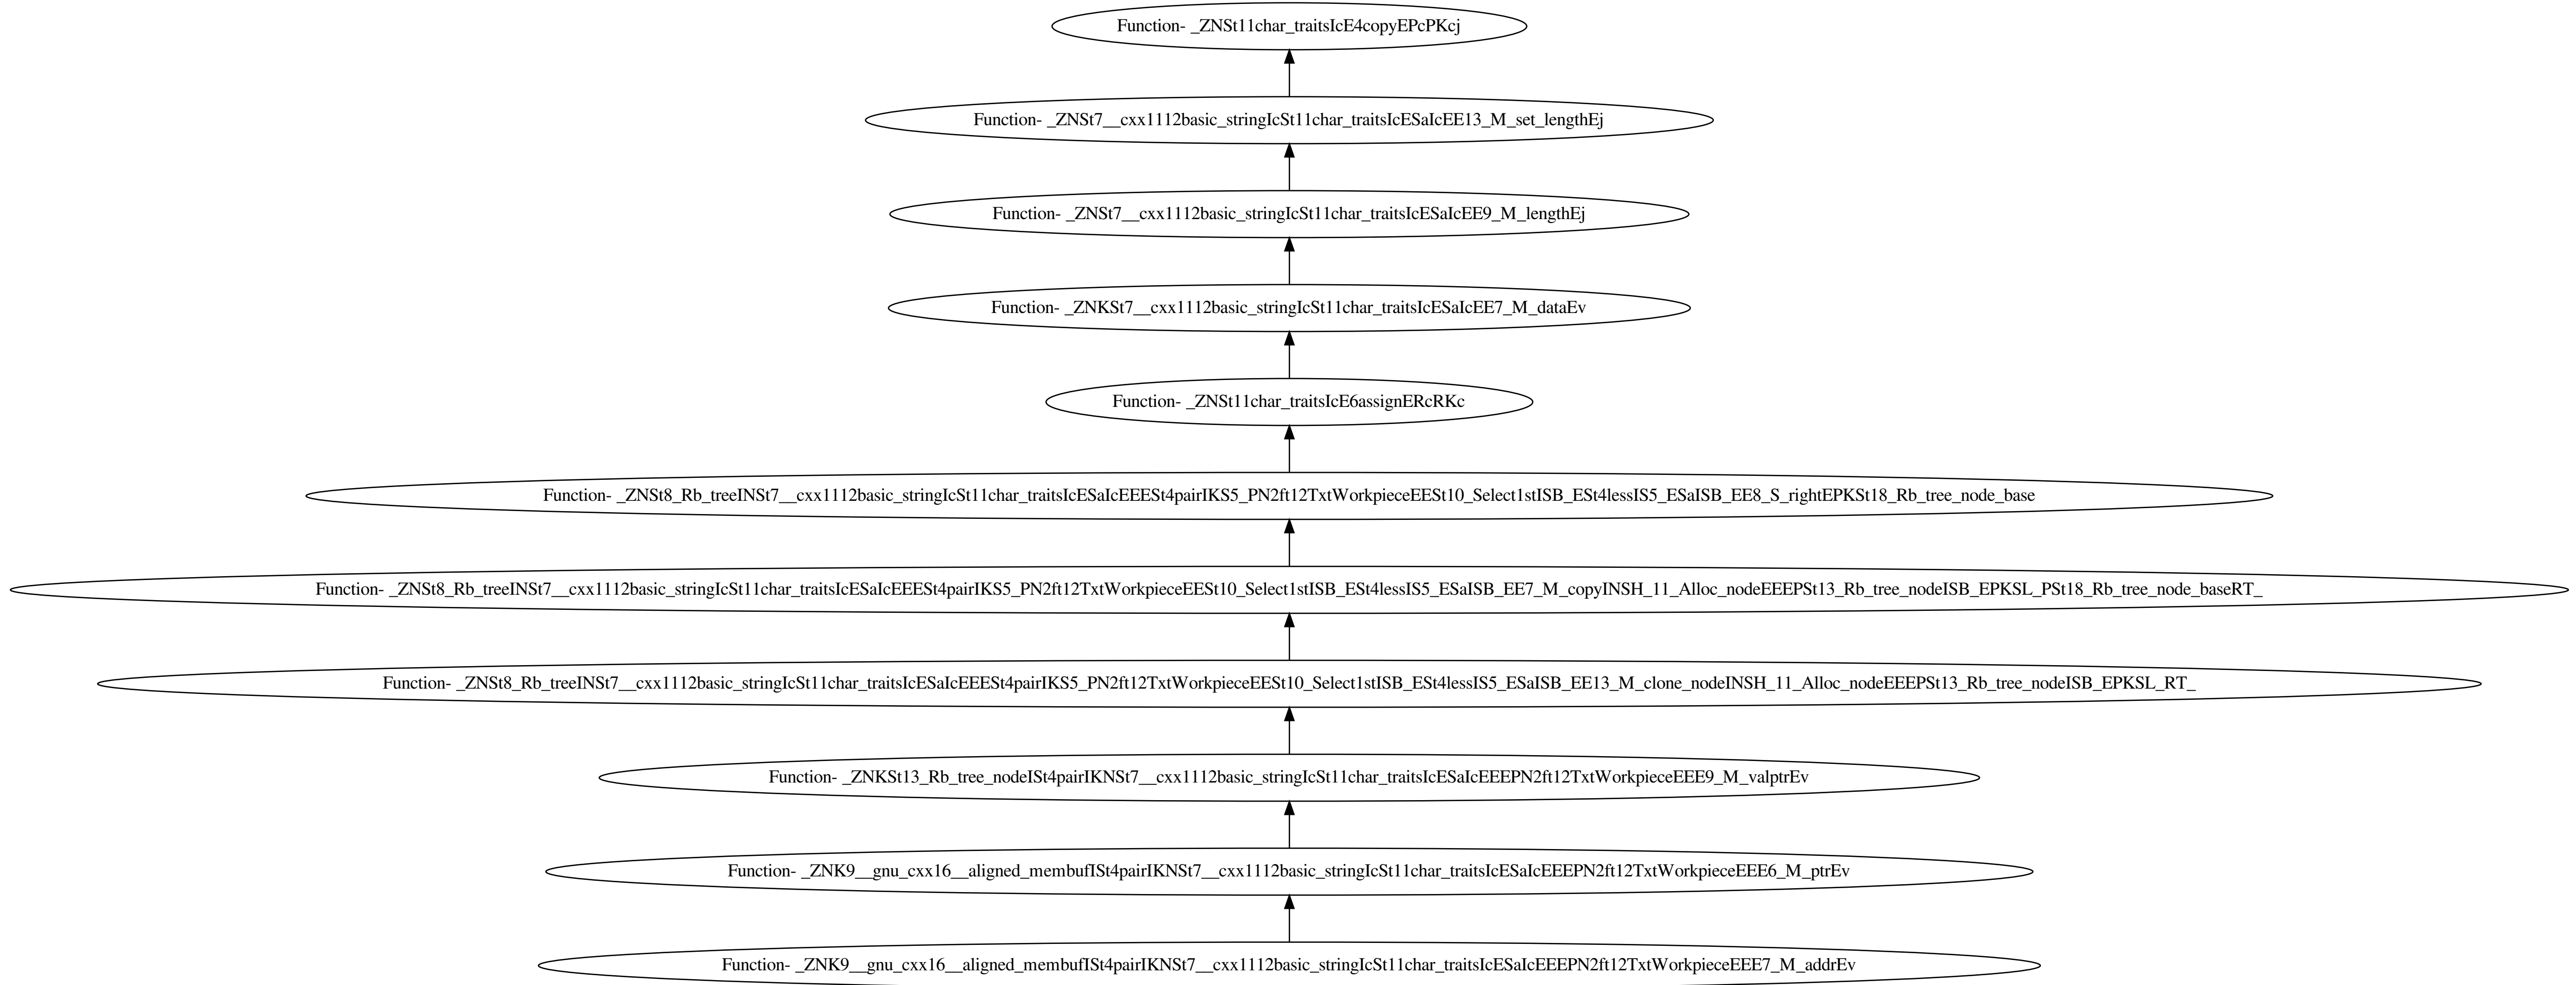 Function- _ZNSt11char_traitsIcE4copyEPcPKcj
Function- _ZNSt7__cxx1112basic_stringIcSt11char_traitsIcESaIcEE13_M_set_lengthEj
Function- _ZNSt7__cxx1112basic_stringIcSt11char_traitsIcESaIcEE9_M_lengthEj
Function- _ZNKSt7__cxx1112basic_stringIcSt11char_traitsIcESaIcEE7_M_dataEv
Function- _ZNSt11char_traitsIcE6assignERcRKc
Function- _ZNSt8_Rb_treeINSt7__cxx1112basic_stringIcSt11char_traitsIcESaIcEEESt4pairIKS5_PN2ft12TxtWorkpieceEESt10_Select1stISB_ESt4lessIS5_ESaISB_EE8_S_rightEPKSt18_Rb_tree_node_base
Function- _ZNSt8_Rb_treeINSt7__cxx1112basic_stringIcSt11char_traitsIcESaIcEEESt4pairIKS5_PN2ft12TxtWorkpieceEESt10_Select1stISB_ESt4lessIS5_ESaISB_EE7_M_copyINSH_11_Alloc_nodeEEEPSt13_Rb_tree_nodeISB_EPKSL_PSt18_Rb_tree_node_baseRT_
Function- _ZNSt8_Rb_treeINSt7__cxx1112basic_stringIcSt11char_traitsIcESaIcEEESt4pairIKS5_PN2ft12TxtWorkpieceEESt10_Select1stISB_ESt4lessIS5_ESaISB_EE13_M_clone_nodeINSH_11_Alloc_nodeEEEPSt13_Rb_tree_nodeISB_EPKSL_RT_
Function- _ZNKSt13_Rb_tree_nodeISt4pairIKNSt7__cxx1112basic_stringIcSt11char_traitsIcESaIcEEEPN2ft12TxtWorkpieceEEE9_M_valptrEv
Function- _ZNK9__gnu_cxx16__aligned_membufISt4pairIKNSt7__cxx1112basic_stringIcSt11char_traitsIcESaIcEEEPN2ft12TxtWorkpieceEEE6_M_ptrEv
Function- _ZNK9__gnu_cxx16__aligned_membufISt4pairIKNSt7__cxx1112basic_stringIcSt11char_traitsIcESaIcEEEPN2ft12TxtWorkpieceEEE7_M_addrEv